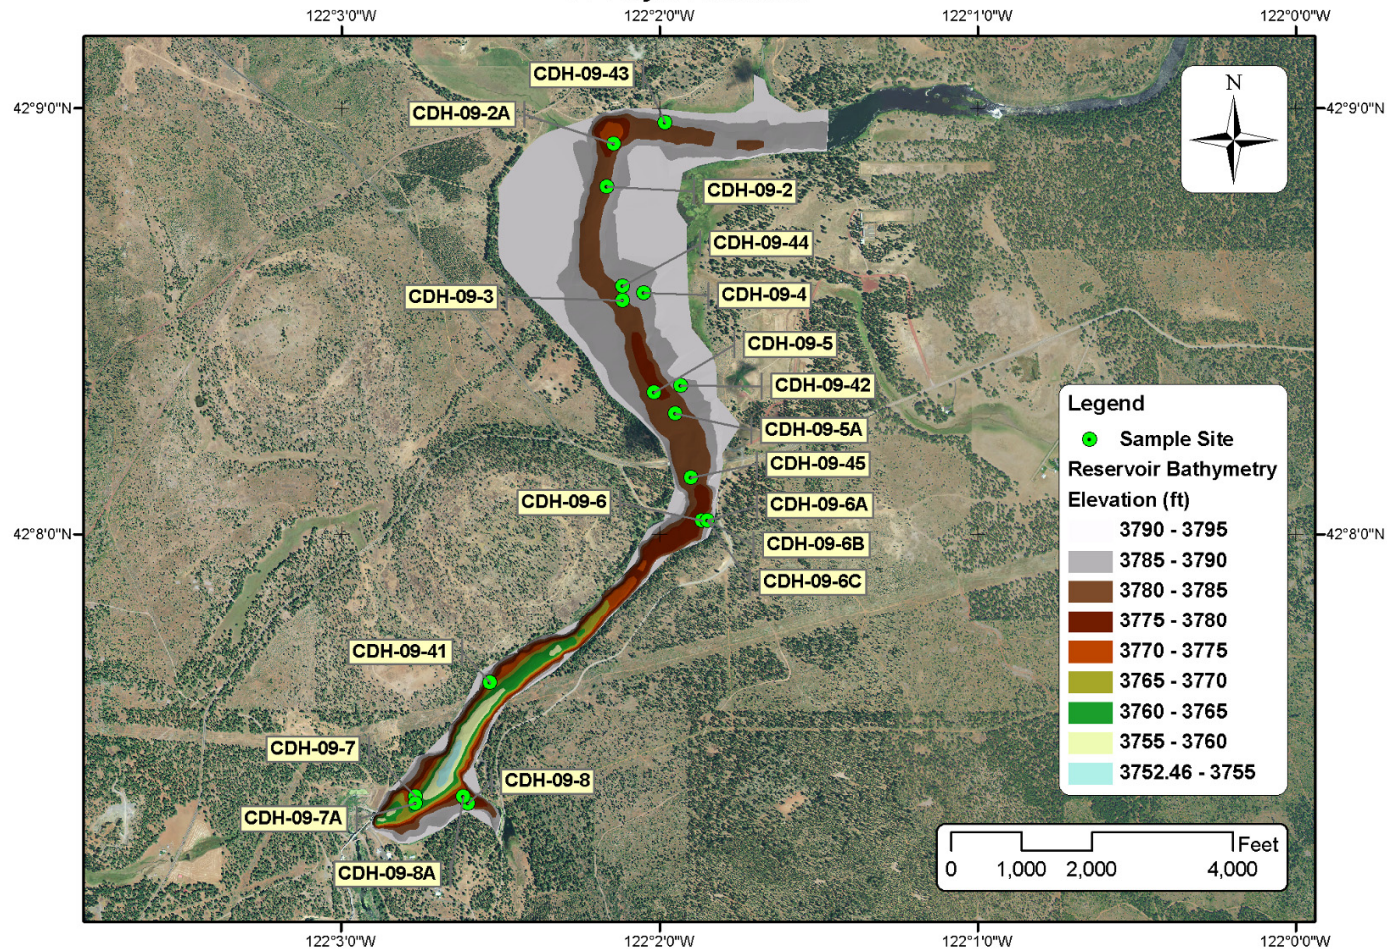 122°3'0"W
122°2'0"W
122°1'0"W
122°0'0"W
42°9'0"N
42°9'0"N
CDH-09-43
CDH-09-2A
N
CDH-09-2
CDH-09-44
CDH-09-3
CDH-09-4
CDH-09-5
CDH-09-42
CDH-09-5A
CDH-09-45
CDH-09-6
CDH-09-6A
42°8'0"N
42°8'0"N
CDH-09-6B
CDH-09-6C
CDH-09-41
CDH-09-7
CDH-09-8
CDH-09-7A
CDH-09-8A
Legend
Sample Site
Reservoir Bathymetry
Elevation (ft)
3790 - 3795
3785 - 3790
3780 - 3785
3775 - 3780
3770 - 3775
3765 - 3770
3760 - 3765
3755 - 3760
3752.46 - 3755
Feet
0 1,000 2,000 4,000
122°3'0"W
122°2'0"W
122°1'0"W
122°0'0"W